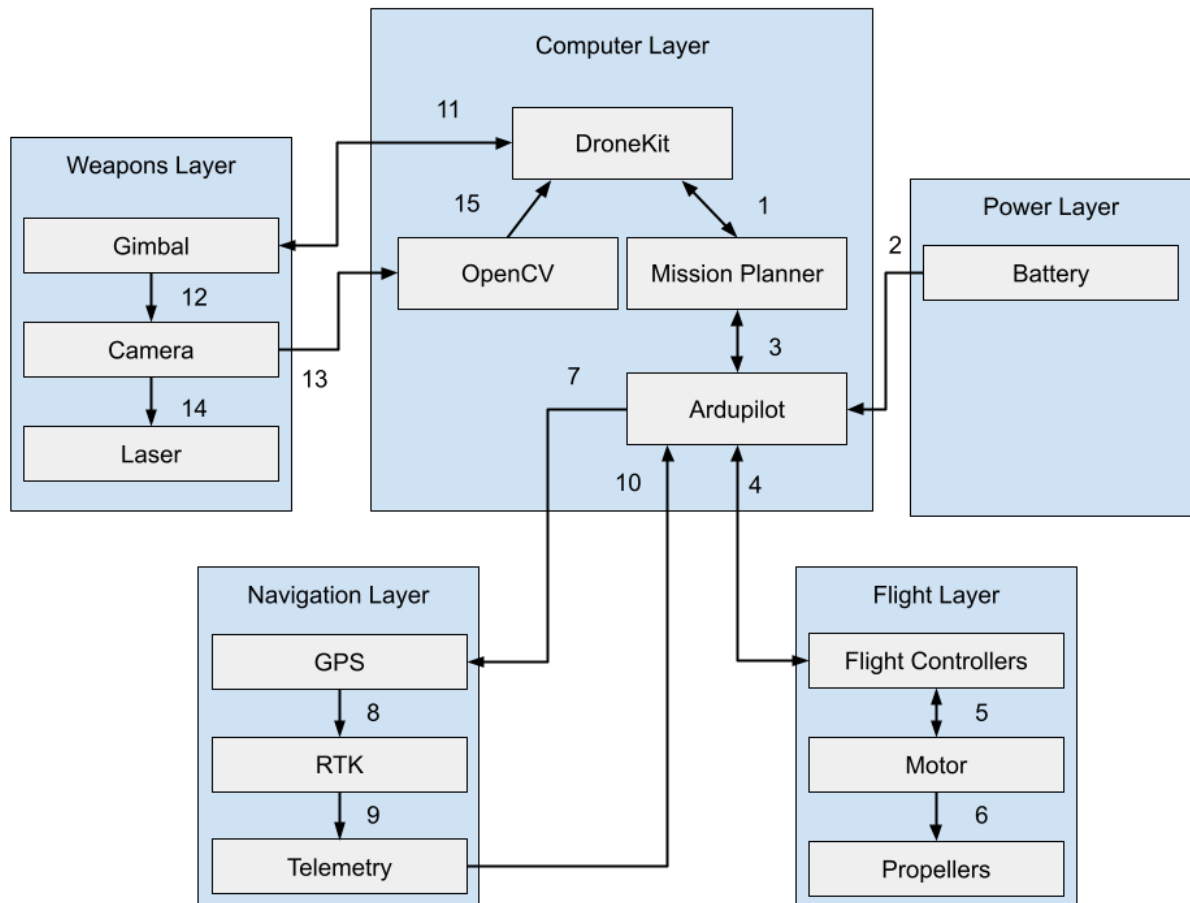 Computer Layer
11
DroneKit
Weapons Layer
15
1
Power Layer
Gimbal
OpenCV
Mission Planner
2
Battery
12
Camera
13
3
7
14
Ardupilot
Laser
10
4
Navigation Layer
Flight Layer
GPS
Flight Controllers
8
5
RTK
Motor
9
6
Telemetry
Propellers